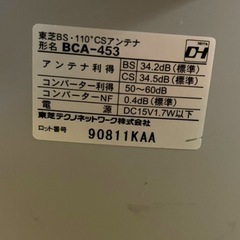 東芝BS・110°CSアンテナ
形名 BCA-453
DH
アンテナ利得 BS 34.2dB(標準)
CS 34.5dB(標準)
コンバーター利得 50〜60dB
コンバーターNF 0.4dB(標準)
電源 DC15V1.7W以下
東芝テクノネットワーク株式会社
ロット番号 90811KAA